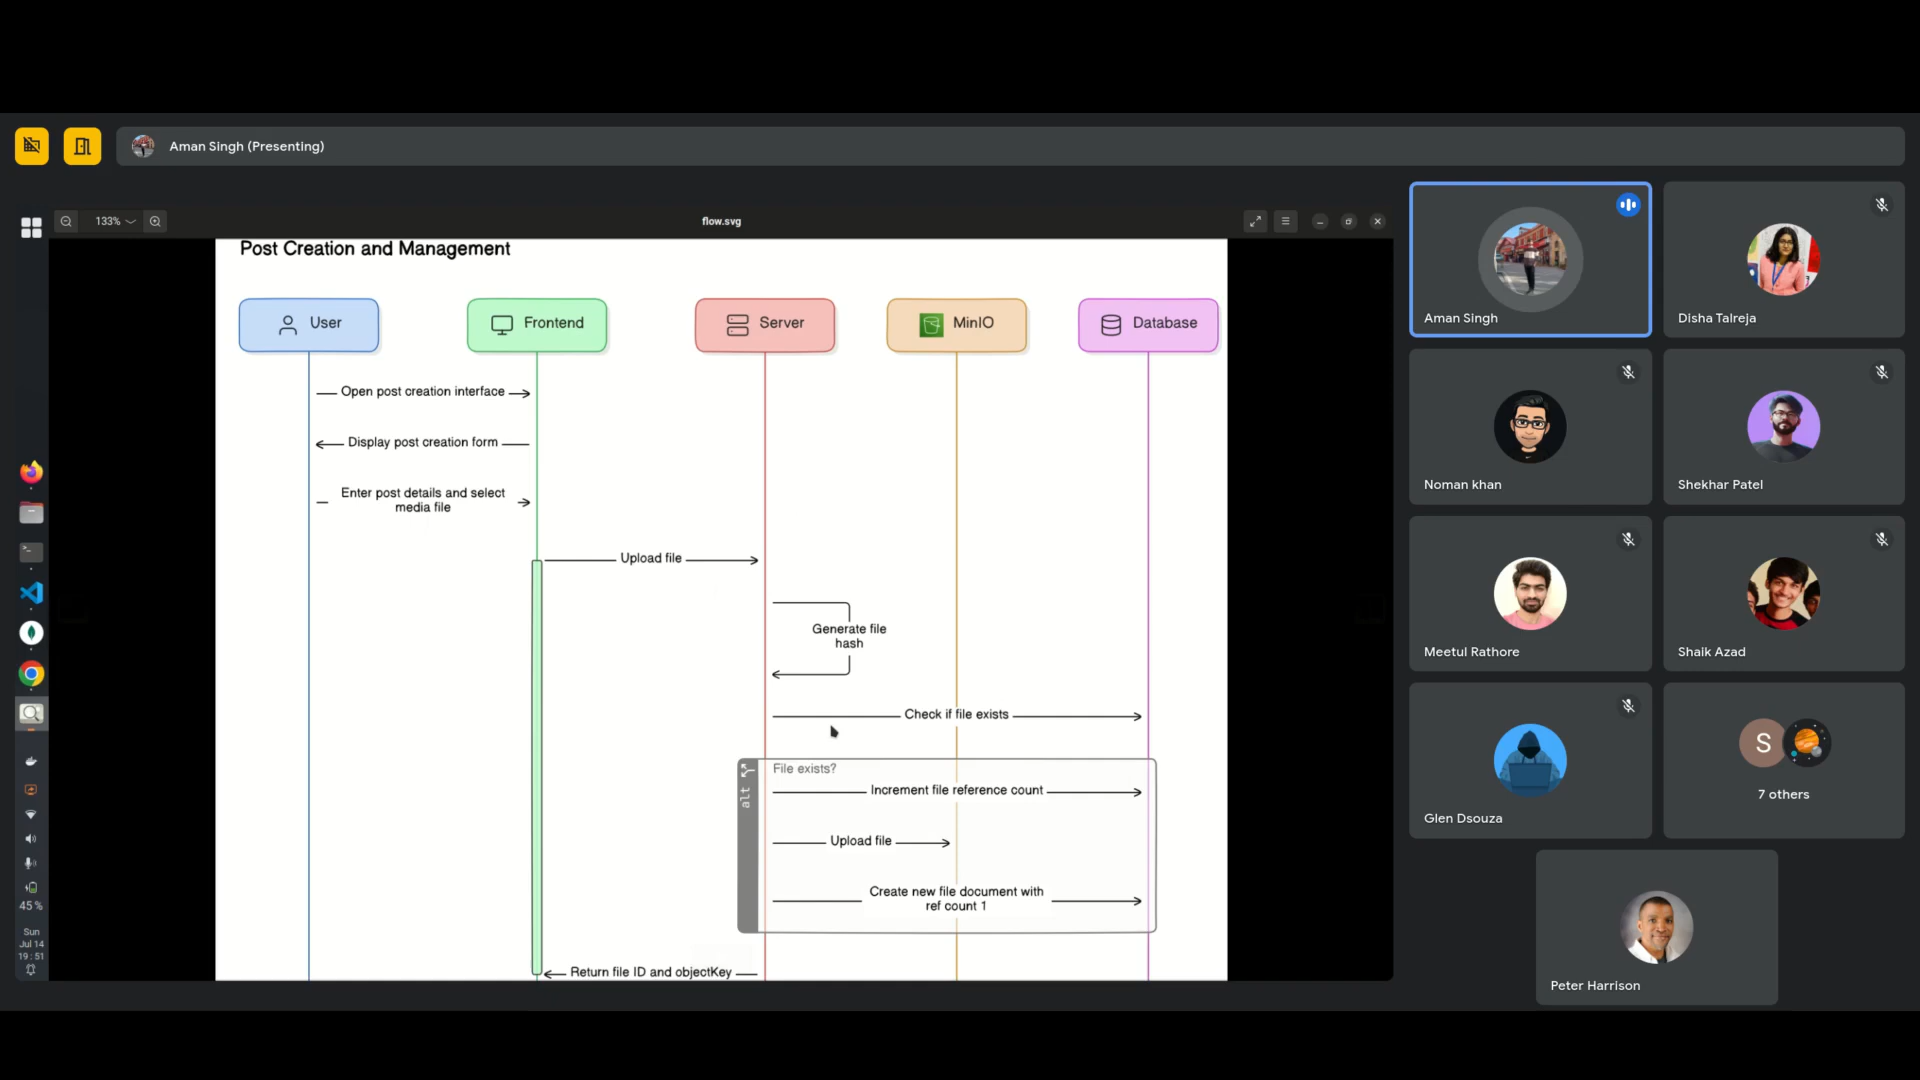 Aman Singh (Presenting)
133%
flow.svg
Post Creation and Management
User
Frontend
Server
MinIO
Database
Open post creation interface
Display post creation form
Enter post details and select
media file
Upload file
Generate file
hash
Check if file exists
alt
File exists?
Increment file reference count
Upload file
Create new file document with
ref count 1
Return file ID and objectKey
45 %
Sun
Jul 14
19 : 51
Aman Singh
Disha Talreja
Noman khan
Shekhar Patel
Meetul Rathore
Shaik Azad
Glen Dsouza
S
7 others
Peter Harrison